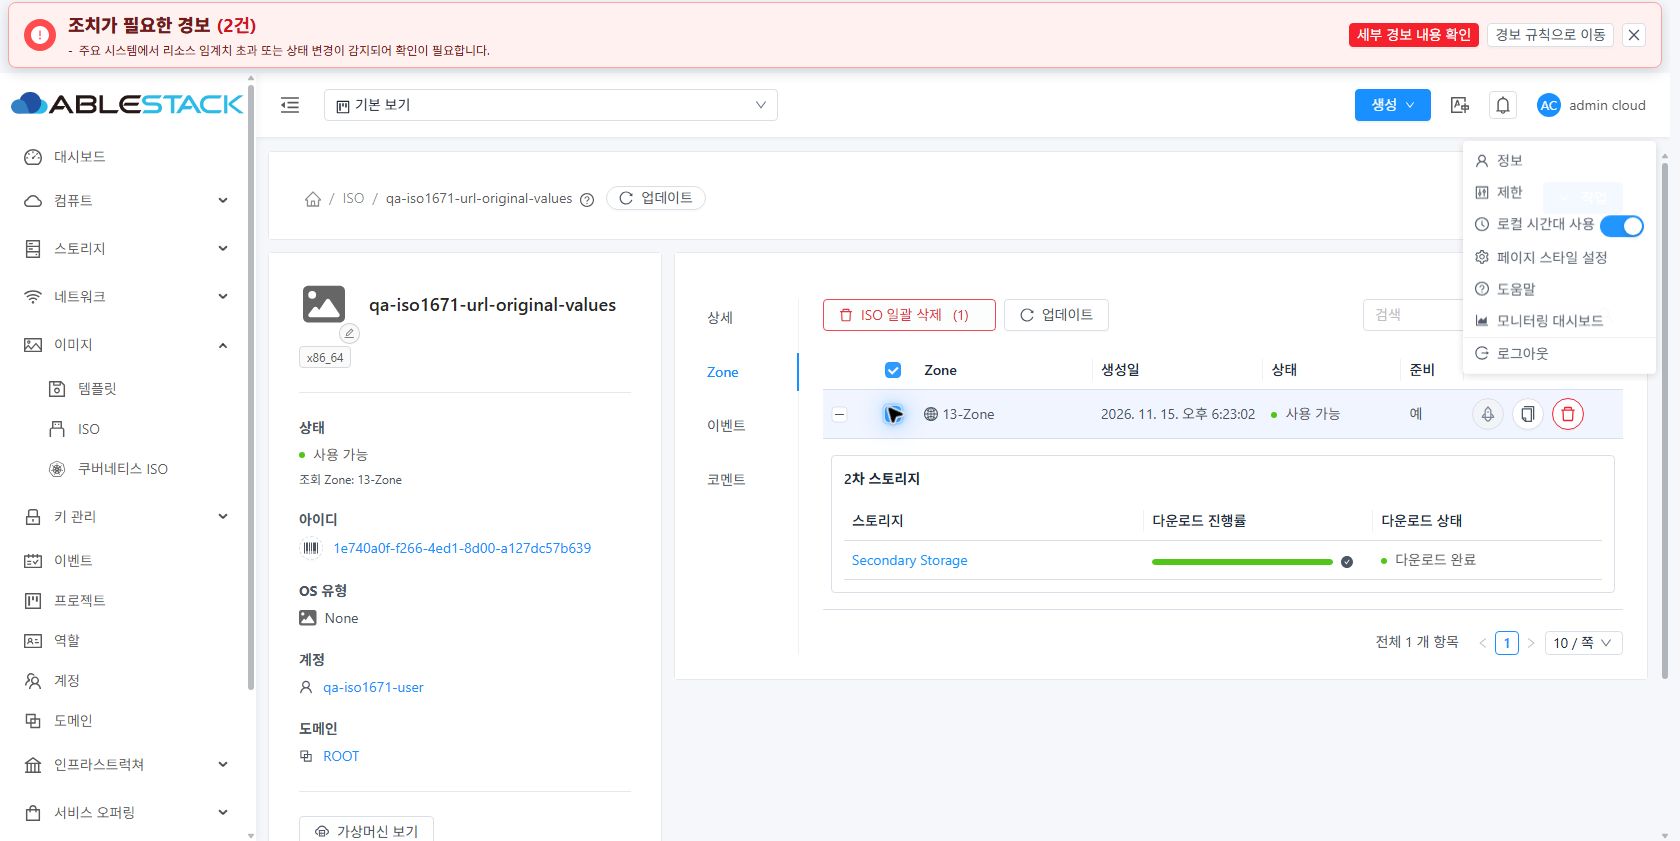 조치가 필요한 경보 (2건)
- 주요 시스템에서 리소스 임계치 초과 또는 상태 변경이 감지되어 확인이 필요합니다.
세부 경보 내용 확인
경보 규칙으로 이동
ABLESTACK
기본 보기
생성
AC admin cloud
대시보드
컴퓨트
스토리지
네트워크
이미지
템플릿
ISO
쿠버네티스 ISO
키 관리
이벤트
프로젝트
역할
계정
도메인
인프라스트럭쳐
서비스 오퍼링
/ ISO / qa-iso1671-url-original-values
업데이트
작업
정보
제한
로컬 시간대 사용
페이지 스타일 설정
도움말
모니터링 대시보드
로그아웃
qa-iso1671-url-original-values
x86_64
상태
사용 가능
조회 Zone: 13-Zone
아이디
1e740a0f-f266-4ed1-8d00-a127dc57b639
OS 유형
None
계정
qa-iso1671-user
도메인
ROOT
가상머신 보기
상세
Zone
이벤트
코멘트
ISO 일괄 삭제 (1)
업데이트
검색
Zone 생성일 상태 준비
13-Zone 2026. 11. 15. 오후 6:23:02 사용 가능 예
2차 스토리지
스토리지 다운로드 진행률 다운로드 상태
Secondary Storage 다운로드 완료
전체 1 개 항목 < 1 > 10 / 쪽